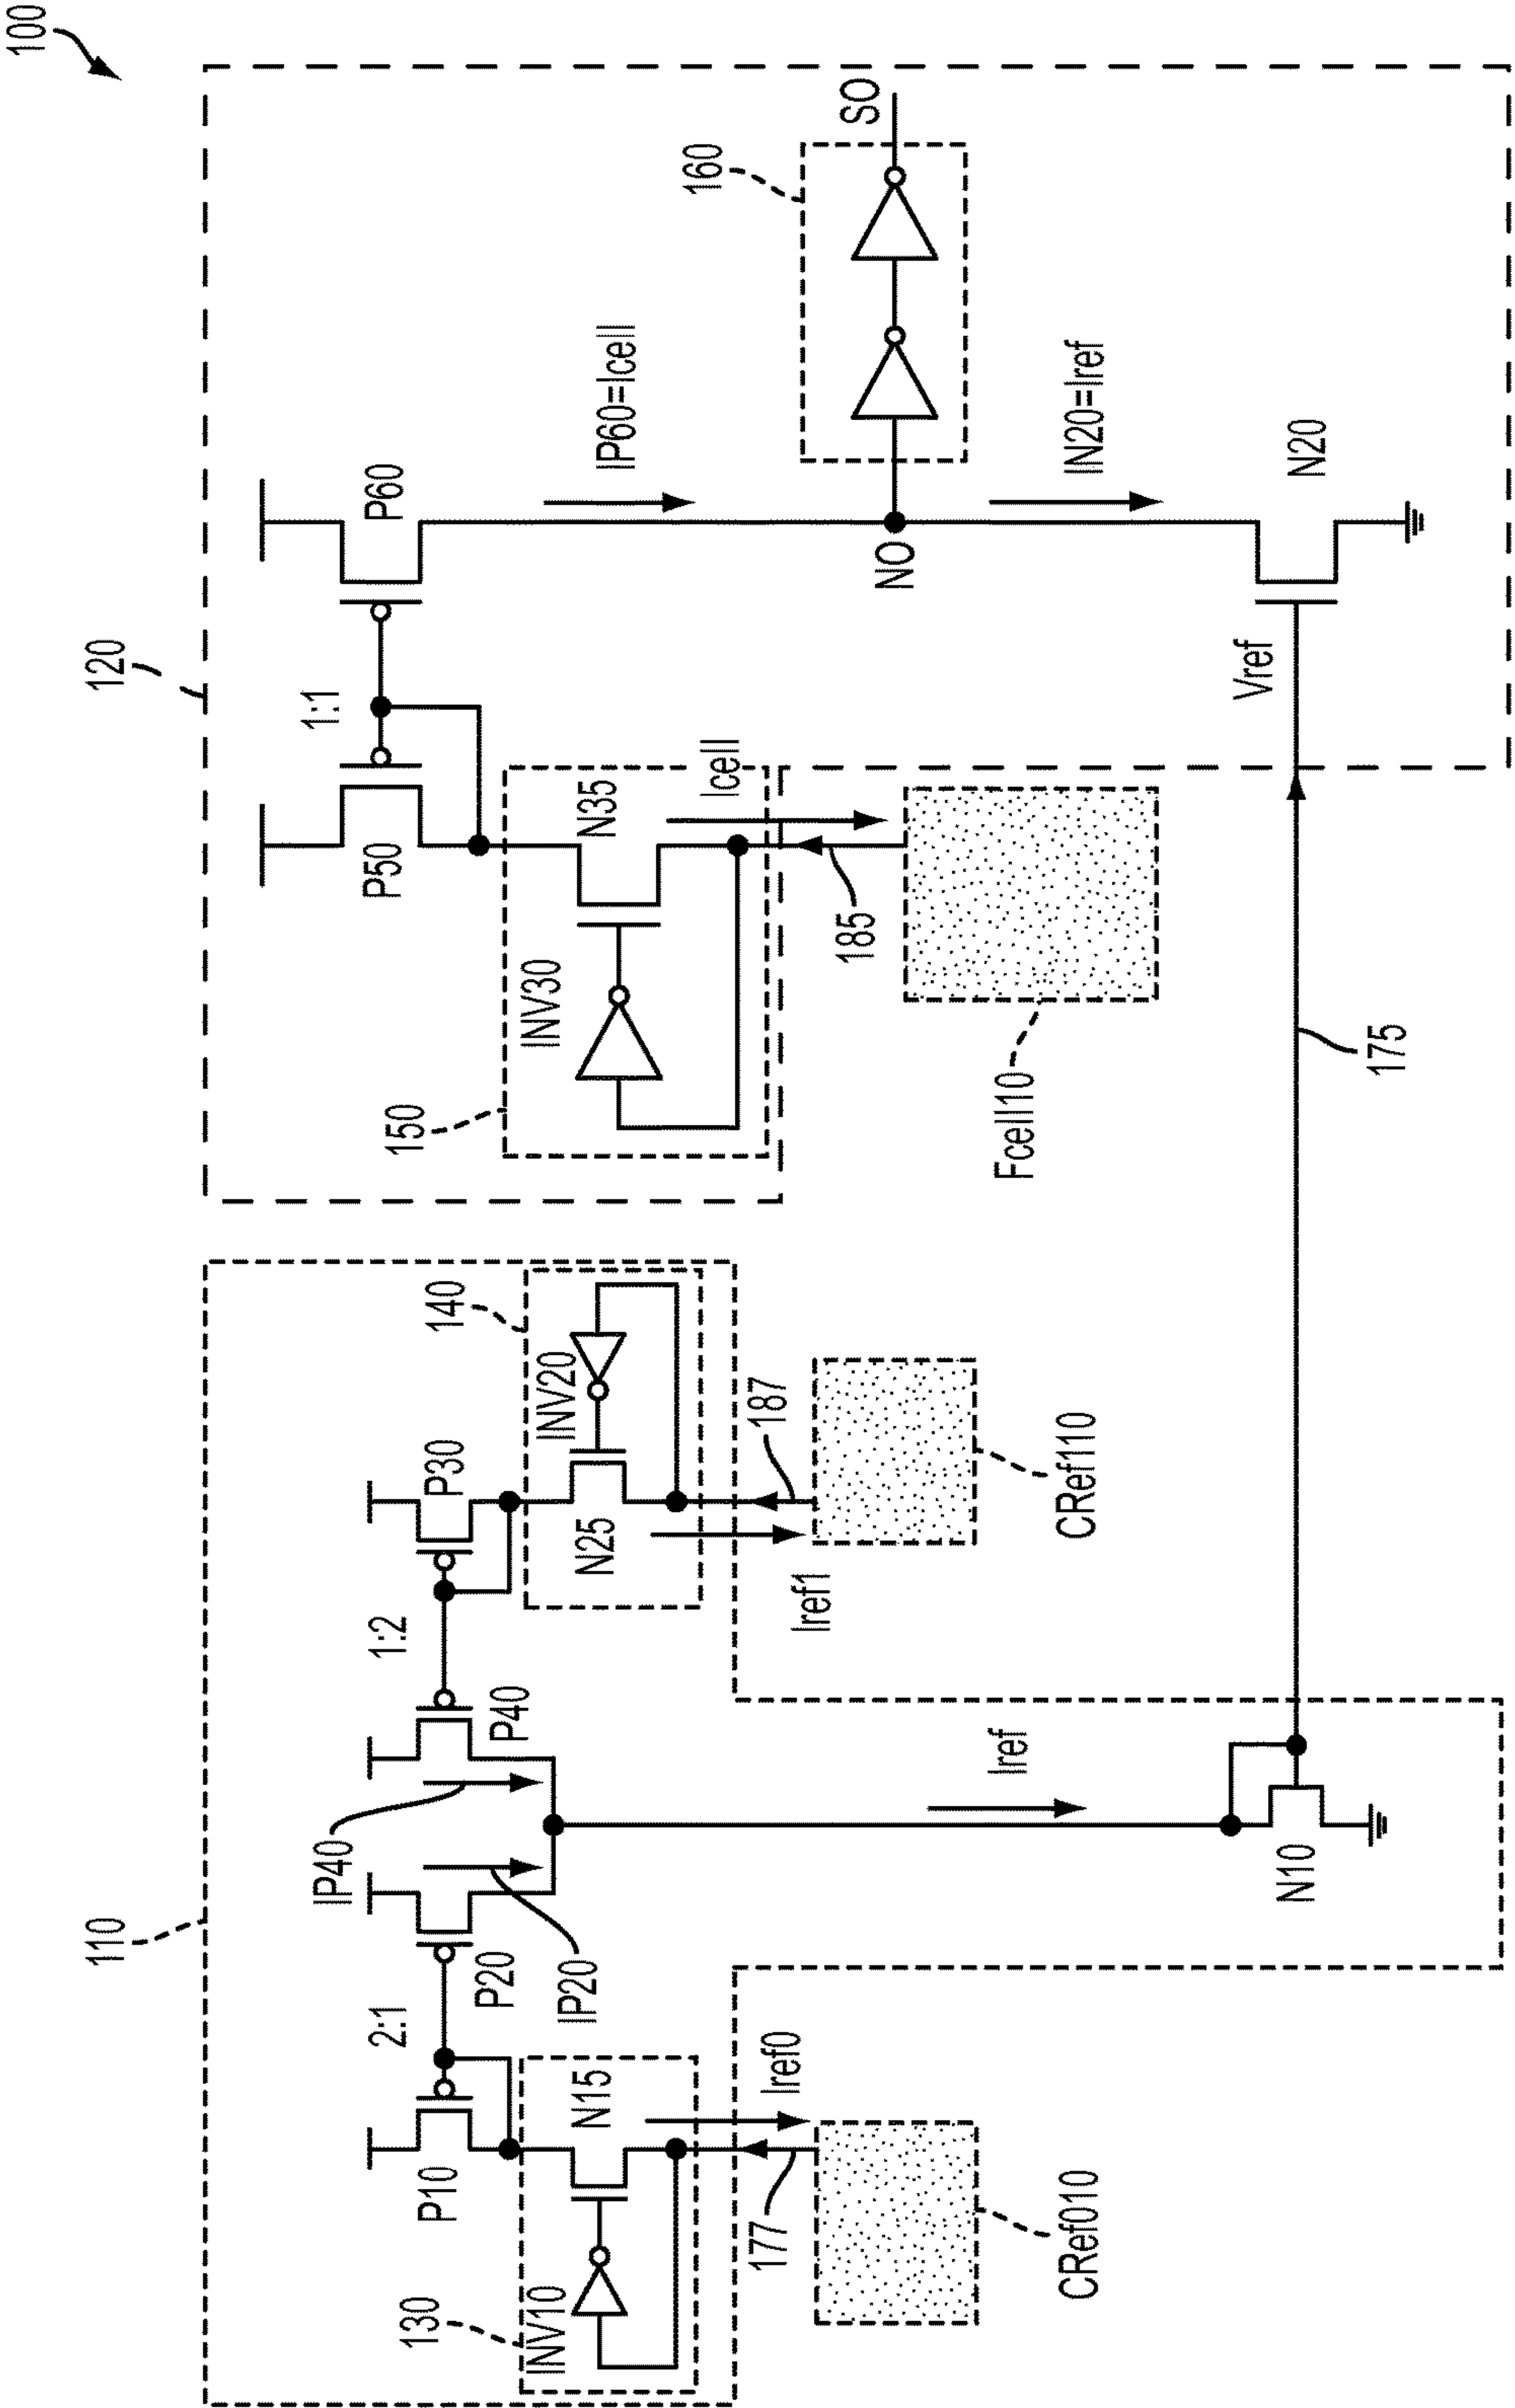 100
110
120
IP40
2:1
1:2
1:1
P10
P20
P40
P30
P50
P60
IP20
130
INV10
N15
140
INV20
N25
150
INV30
N35
IP60=Icell
160
SO
NO
IN20=Iref
Icell
177
Iref0
Iref
Iref1
187
185
CRef010
CRef110
Fcell10
Vref
N10
175
N20